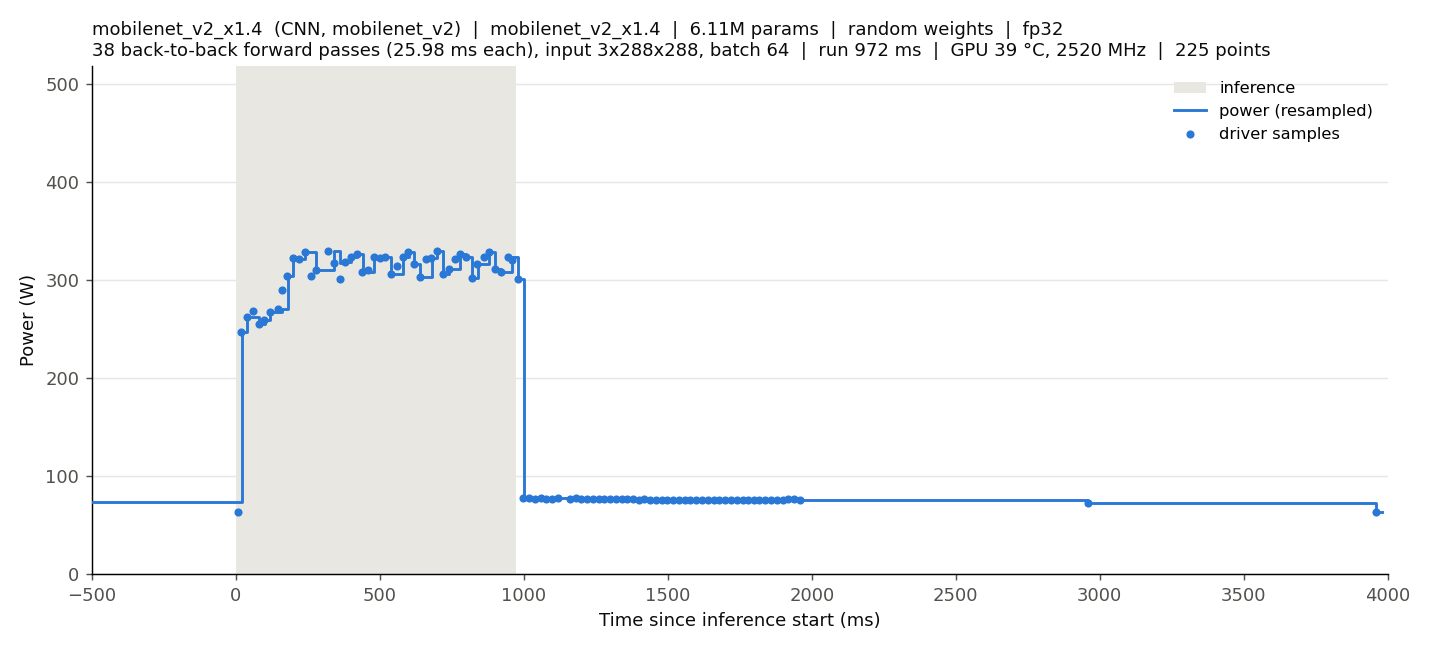 mobilenet_v2_x1.4  (CNN, mobilenet_v2)  |  mobilenet_v2_x1.4  |  6.11M params  |  random weights  |  fp32
38 back-to-back forward passes (25.98 ms each), input 3x288x288, batch 64  |  run 972 ms  |  GPU 39 °C, 2520 MHz  |  225 points
inference
power (resampled)
driver samples
Power (W)
500
400
300
200
100
0
−500
0
500
1000
1500
2000
2500
3000
3500
4000
Time since inference start (ms)